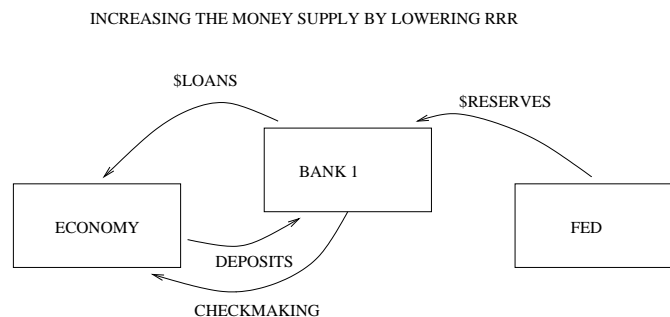 INCREASING THE MONEY SUPPLY BY LOWERING RRR
$LOANS
$RESERVES
BANK 1
ECONOMY
FED
DEPOSITS
CHECKMAKING